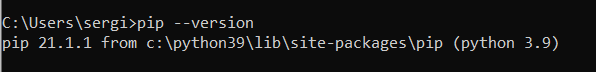 C:\Users\sergi>pip --version
pip 21.1.1 from c:\python39\lib\site-packages\pip (python 3.9)